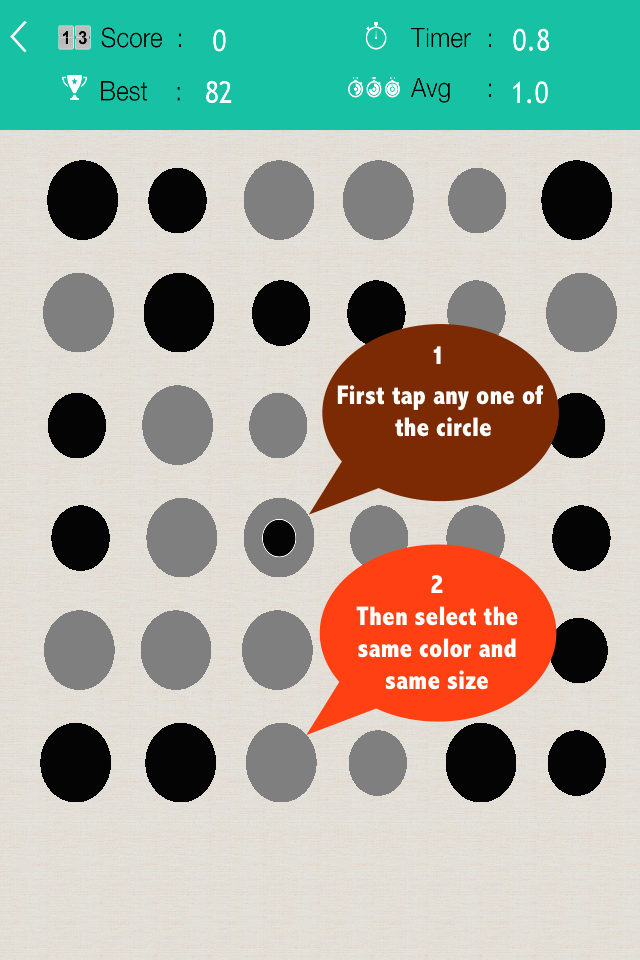 13 Score : 0
Timer : 0.8
Best : 82
Avg : 1.0
1
First tap any one of
the circle
2
Then select the
same color and
same size